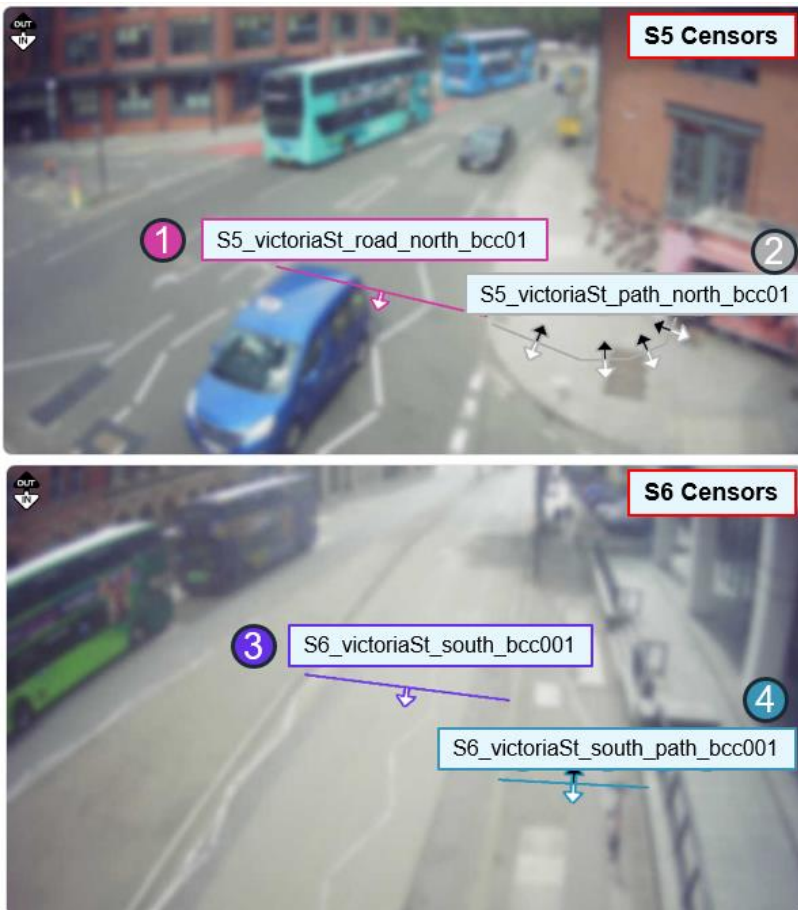 OUT
IN
S5 Censors
1
S5_victoriaSt_road_north_bcc01
2
S5_victoriaSt_path_north_bcc01
OUT
IN
S6 Censors
3
S6_victoriaSt_south_bcc001
4
S6_victoriaSt_south_path_bcc001